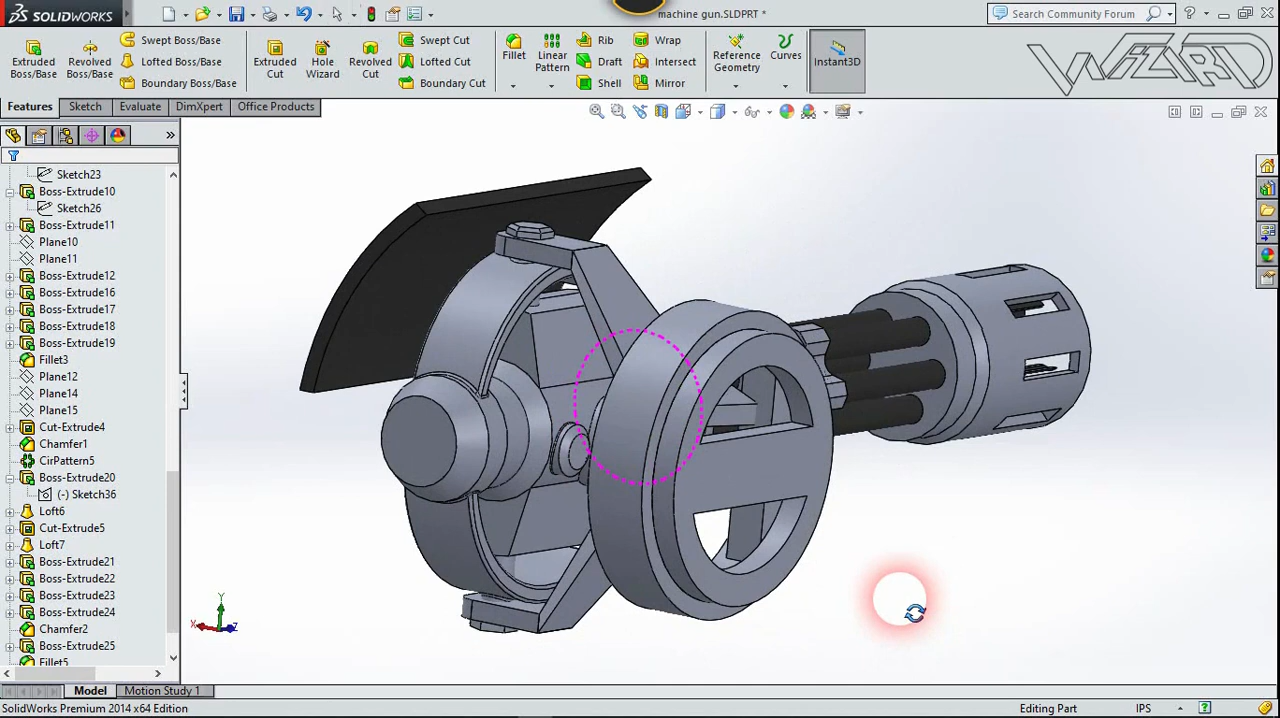 SOLIDWORKS
machine gun.SLDPRT *
Search Community Forum
?
Extruded Boss/Base
Revolved Boss/Base
Swept Boss/Base
Lofted Boss/Base
Boundary Boss/Base
Extruded Cut
Hole Wizard
Revolved Cut
Swept Cut
Lofted Cut
Boundary Cut
Fillet
Linear Pattern
Rib
Draft
Shell
Wrap
Intersect
Mirror
Reference Geometry
Curves
Instant3D
WIZARD
Features
Sketch
Evaluate
DimXpert
Office Products
»
Sketch23
Boss-Extrude10
Sketch26
Boss-Extrude11
Plane10
Plane11
Boss-Extrude12
Boss-Extrude16
Boss-Extrude17
Boss-Extrude18
Boss-Extrude19
Fillet3
Plane12
Plane14
Plane15
Cut-Extrude4
Chamfer1
CirPattern5
Boss-Extrude20
(-) Sketch36
Loft6
Cut-Extrude5
Loft7
Boss-Extrude21
Boss-Extrude22
Boss-Extrude23
Boss-Extrude24
Chamfer2
Boss-Extrude25
Fillet5
Y
X
Z
Model
Motion Study 1
SolidWorks Premium 2014 x64 Edition
Editing Part
IPS
?